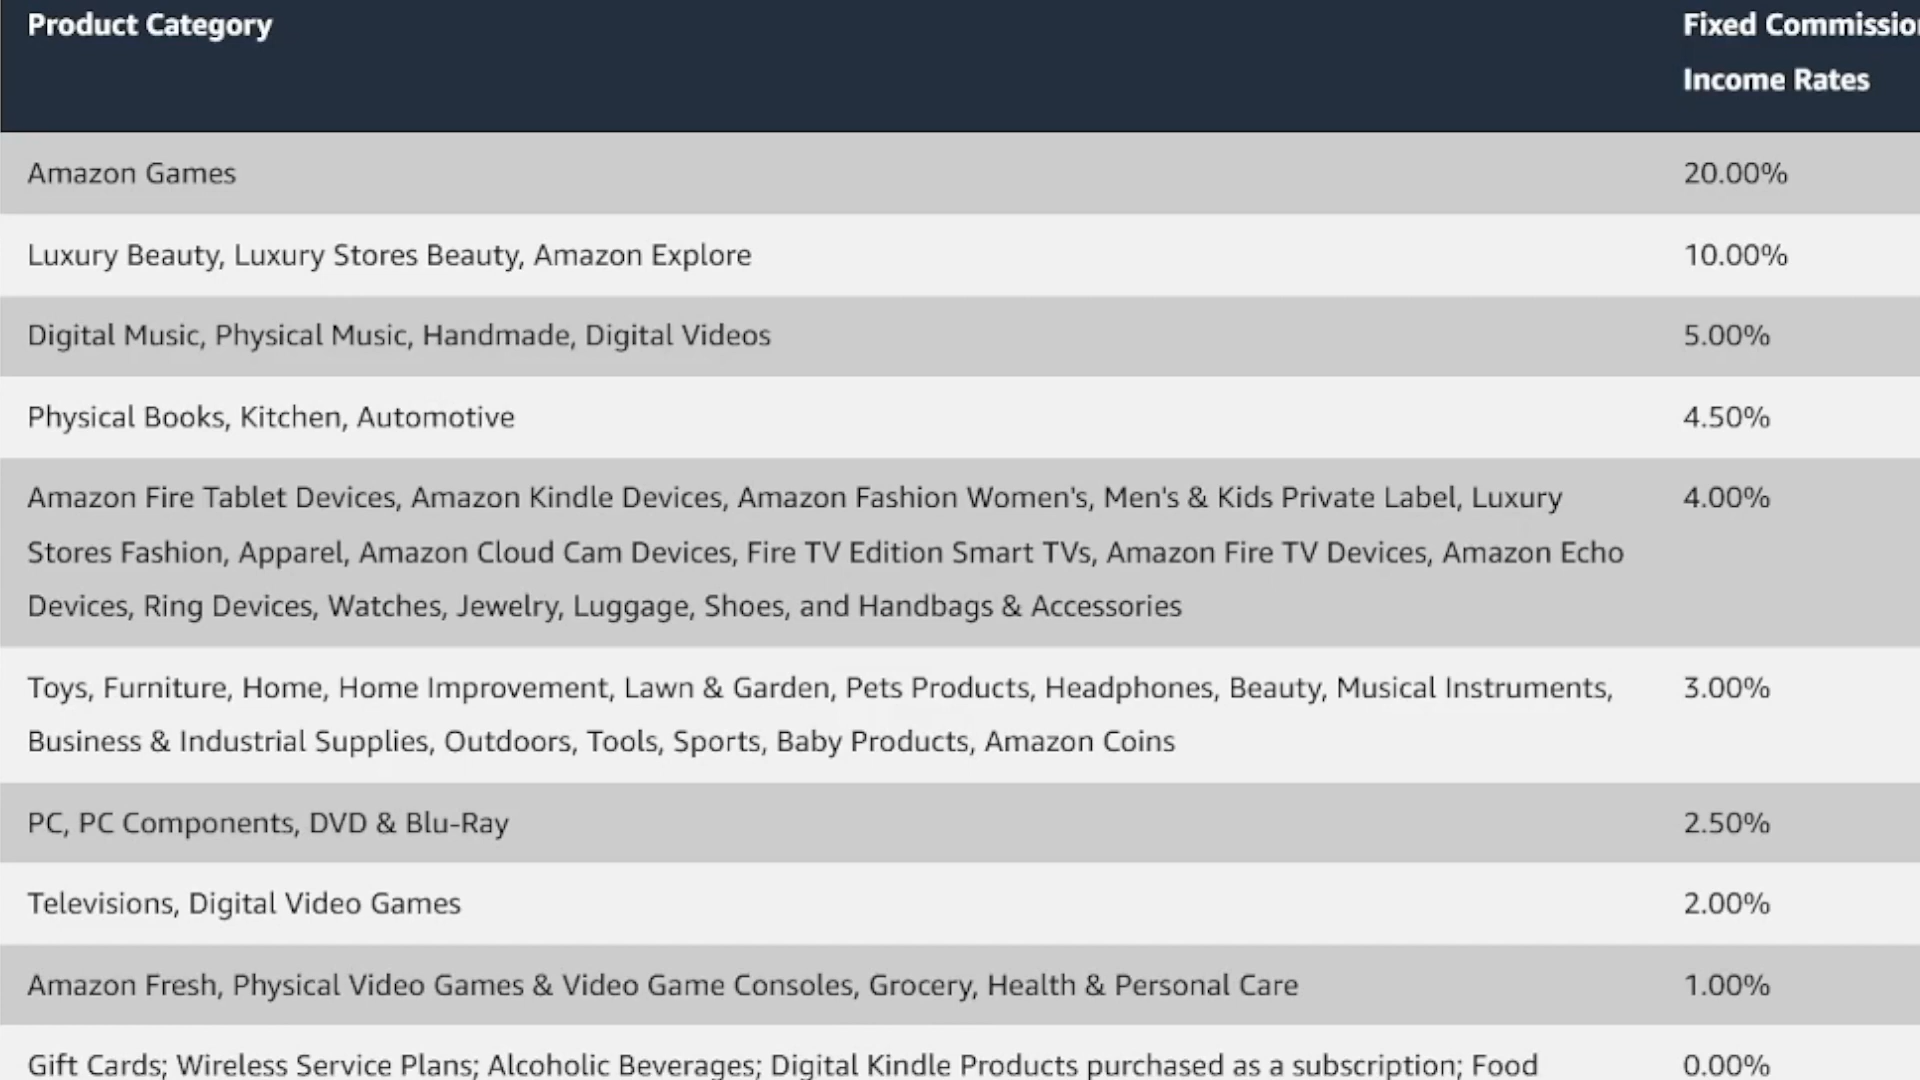 Product Category
Fixed Commission
Income Rates
Amazon Games 20.00%
Luxury Beauty, Luxury Stores Beauty, Amazon Explore 10.00%
Digital Music, Physical Music, Handmade, Digital Videos 5.00%
Physical Books, Kitchen, Automotive 4.50%
Amazon Fire Tablet Devices, Amazon Kindle Devices, Amazon Fashion Women's, Men's & Kids Private Label, Luxury 4.00%
Stores Fashion, Apparel, Amazon Cloud Cam Devices, Fire TV Edition Smart TVs, Amazon Fire TV Devices, Amazon Echo
Devices, Ring Devices, Watches, Jewelry, Luggage, Shoes, and Handbags & Accessories
Toys, Furniture, Home, Home Improvement, Lawn & Garden, Pets Products, Headphones, Beauty, Musical Instruments, 3.00%
Business & Industrial Supplies, Outdoors, Tools, Sports, Baby Products, Amazon Coins
PC, PC Components, DVD & Blu-Ray 2.50%
Televisions, Digital Video Games 2.00%
Amazon Fresh, Physical Video Games & Video Game Consoles, Grocery, Health & Personal Care 1.00%
Gift Cards; Wireless Service Plans; Alcoholic Beverages; Digital Kindle Products purchased as a subscription; Food 0.00%